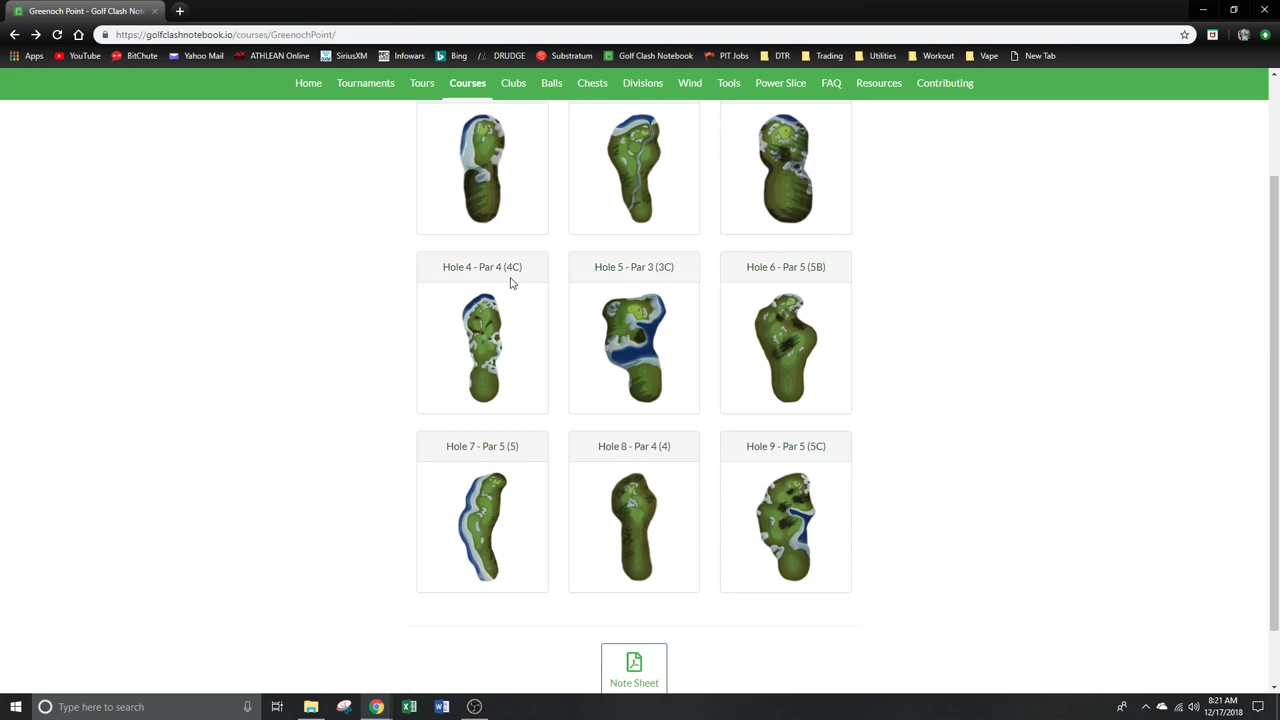 Greenoch Point - Golf Clash Not
https://golfclashnotebook.io/courses/GreenochPoint/
Apps YouTube BitChute Yahoo Mail ATHLEAN Online SiriusXM Infowars Bing DRUDGE Substratum Golf Clash Notebook PIT Jobs DTR Trading Utilities Workout Vape New Tab
Home Tournaments Tours Courses Clubs Balls Chests Divisions Wind Tools Power Slice FAQ Resources Contributing
Hole 4 - Par 4 (4C) Hole 5 - Par 3 (3C) Hole 6 - Par 5 (5B)
Hole 7 - Par 5 (5) Hole 8 - Par 4 (4) Hole 9 - Par 5 (5C)
Note Sheet
Type here to search
8:21 AM
12/17/2018